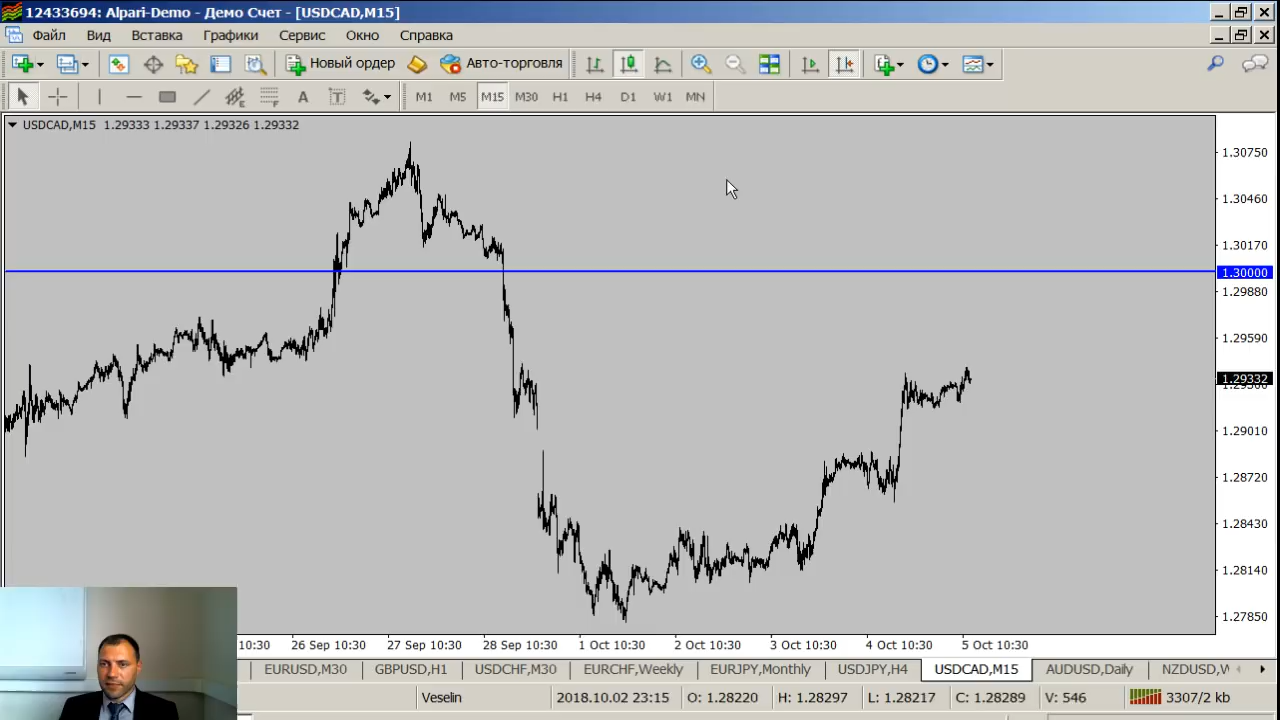 12433694: Alpari-Demo - Демо Счет - [USDCAD,M15]
Файл Вид Вставка Графики Сервис Окно Справка
Новый ордер Авто-торговля
A T M1 M5 M15 M30 H1 H4 D1 W1 MN
USDCAD,M15 1.29333 1.29337 1.29326 1.29332
1.30750
1.30460
1.30170
1.30000
1.29880
1.29590
1.29332
1.29010
1.28720
1.28430
1.28140
1.27850
10:30 26 Sep 10:30 27 Sep 10:30 28 Sep 10:30 1 Oct 10:30 2 Oct 10:30 3 Oct 10:30 4 Oct 10:30 5 Oct 10:30
EURUSD,M30 GBPUSD,H1 USDCHF,M30 EURCHF,Weekly EURJPY,Monthly USDJPY,H4 USDCAD,M15 AUDUSD,Daily
Veselin 2018.10.02 23:15 O: 1.28220 H: 1.28297 L: 1.28217 C: 1.28289 V: 546 3307/2 kb